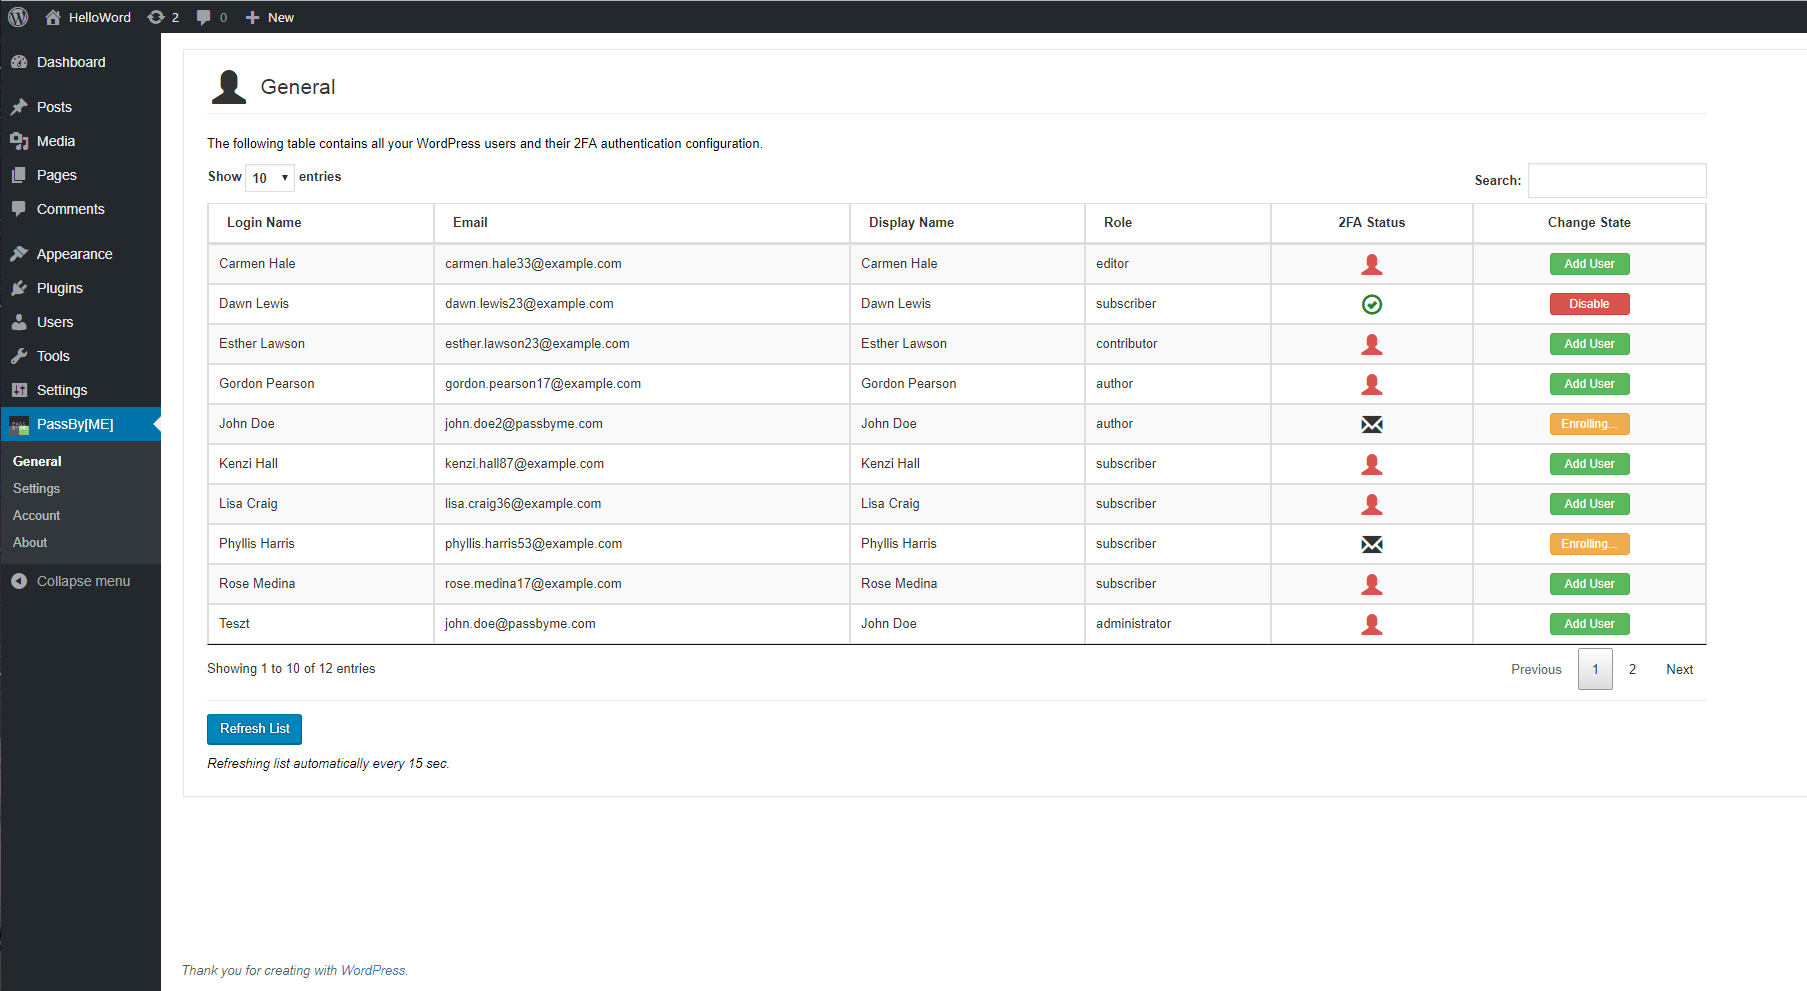 HelloWord 2 0 New
Dashboard
Posts
Media
Pages
Comments
Appearance
Plugins
Users
Tools
Settings
PassBy[ME]
General
Settings
Account
About
Collapse menu
General
The following table contains all your WordPress users and their 2FA authentication configuration.
Show 10 entries
Search:
Login Name Email Display Name Role 2FA Status Change State
Carmen Hale carmen.hale33@example.com Carmen Hale editor Add User
Dawn Lewis dawn.lewis23@example.com Dawn Lewis subscriber Disable
Esther Lawson esther.lawson23@example.com Esther Lawson contributor Add User
Gordon Pearson gordon.pearson17@example.com Gordon Pearson author Add User
John Doe john.doe2@passbyme.com John Doe author Enrolling...
Kenzi Hall kenzi.hall87@example.com Kenzi Hall subscriber Add User
Lisa Craig lisa.craig36@example.com Lisa Craig subscriber Add User
Phyllis Harris phyllis.harris53@example.com Phyllis Harris subscriber Enrolling...
Rose Medina rose.medina17@example.com Rose Medina subscriber Add User
Teszt john.doe@passbyme.com John Doe administrator Add User
Showing 1 to 10 of 12 entries
Previous 1 2 Next
Refresh List
Refreshing list automatically every 15 sec.
Thank you for creating with WordPress.